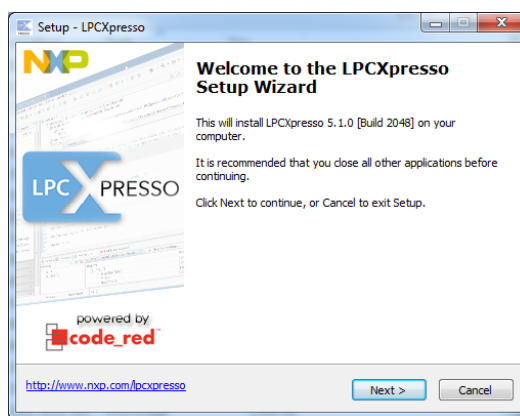 Setup - LPCXpresso
NXP
Welcome to the LPCXpresso
Setup Wizard
This will install LPCXpresso 5.1.0 [Build 2048] on your
computer.
It is recommended that you close all other applications before
continuing.
Click Next to continue, or Cancel to exit Setup.
LPC XPRESSO
powered by
code_red™
http://www.nxp.com/lpcxpresso
Next >
Cancel